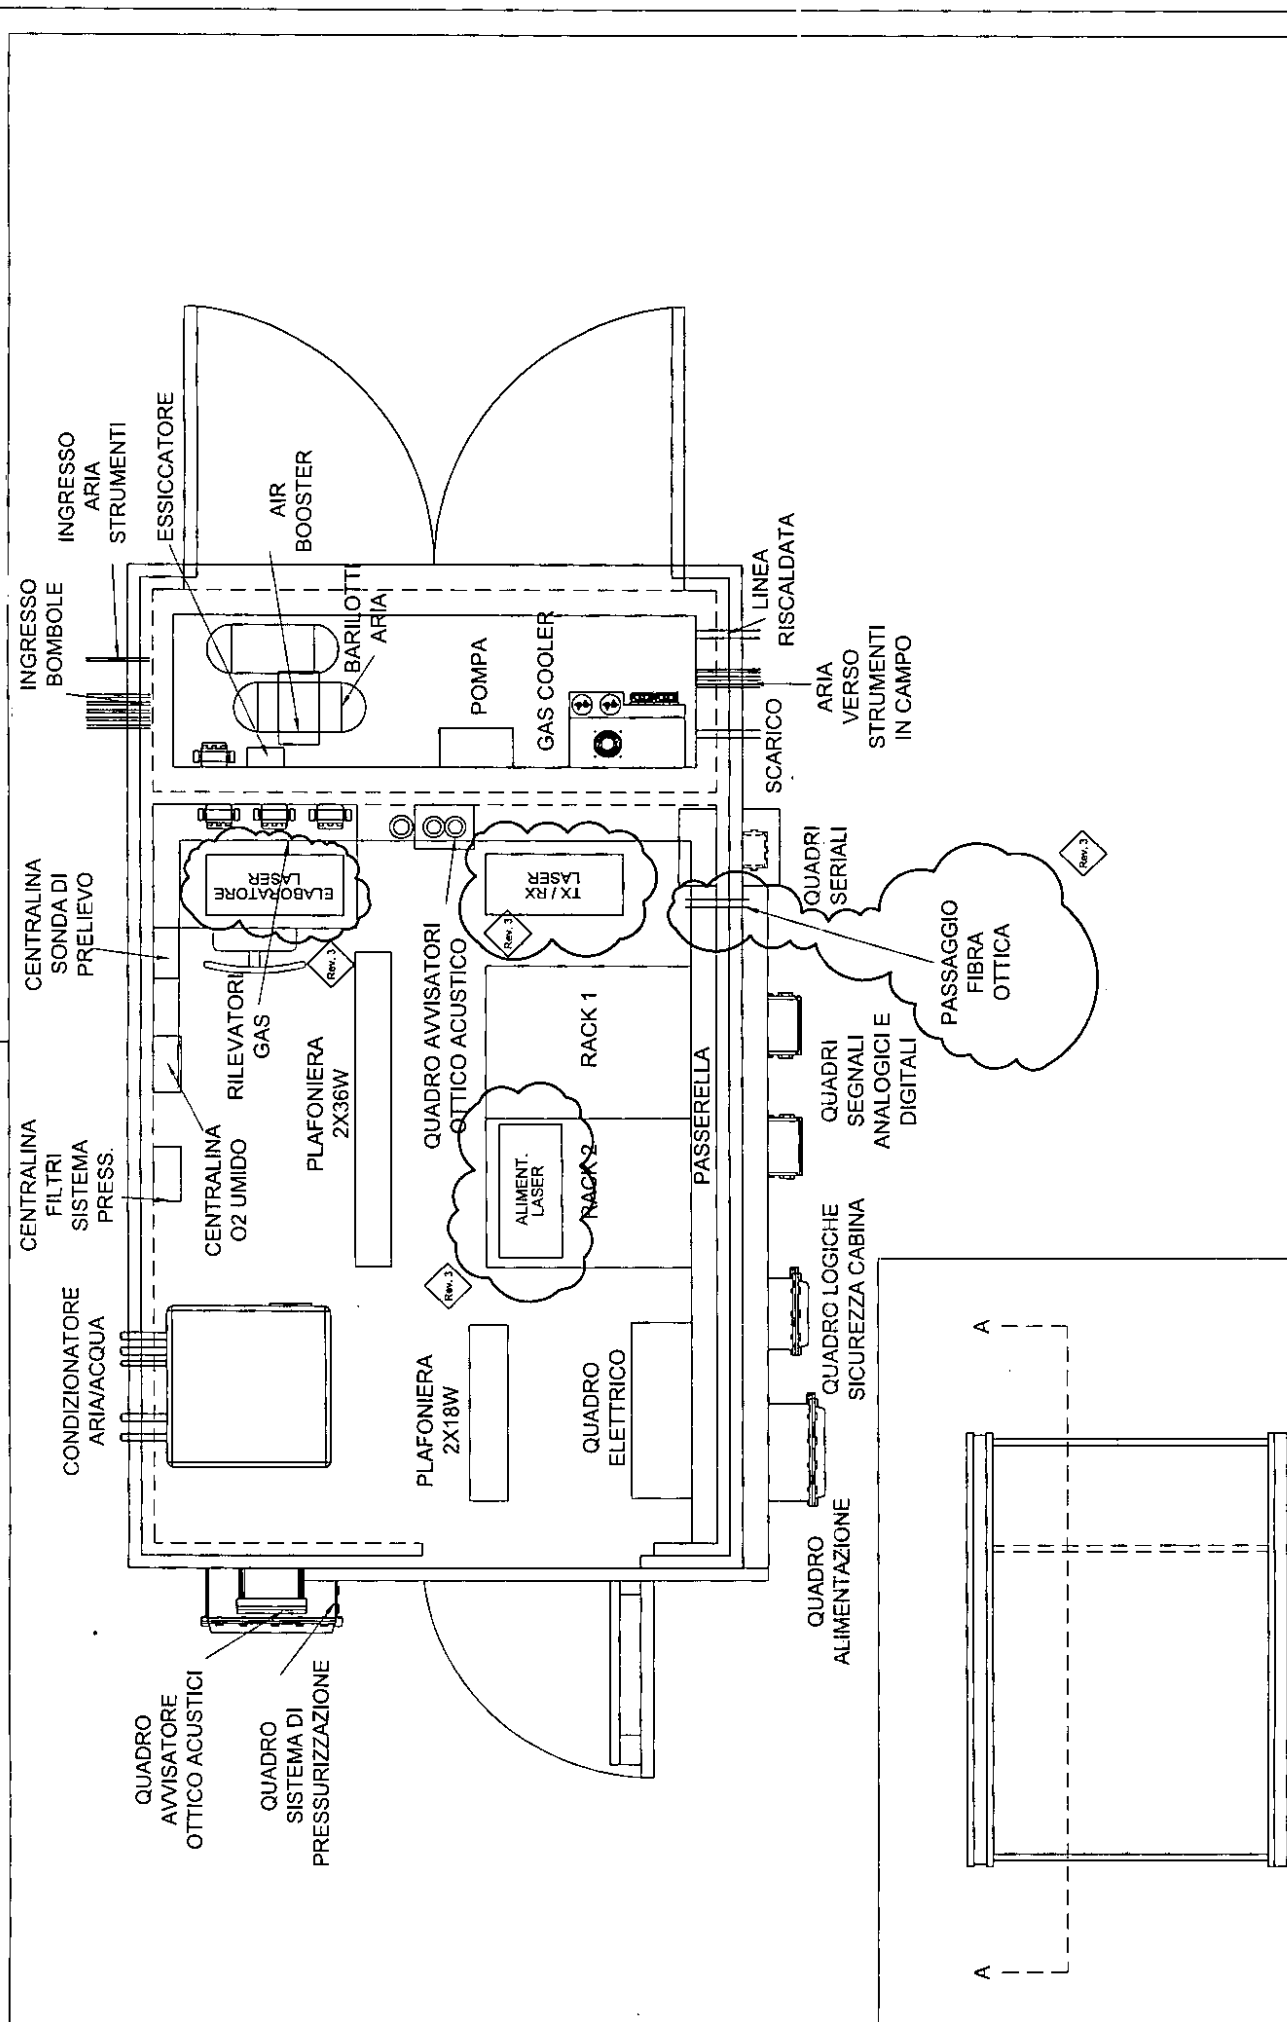 INGRESSO
BOMBOLE
INGRESSO
ARIA
STRUMENTI
ESSICCATORE
AIR
BOOSTER
BARILOTTI
ARIA
POMPA
GAS COOLER
LINEA
RISCALDATA
ARIA
VERSO
STRUMENTI
IN CAMPO
SCARICO
CENTRALINA
SONDA DI
PRELIEVO
ELABORATORE
LASER
RILEVATORE
GAS
Rev. 3
QUADRO AVVISATORI
OTTICO ACUSTICO
TX / RX
LASER
Rev. 3
QUADRI
SERIALI
PASSAGGIO
FIBRA
OTTICA
Rev. 3
CENTRALINA
FILTRI
SISTEMA
PRESS.
CENTRALINA
O2 UMIDO
PLAFONIERA
2X36W
RACK 1
RACK 2
ALIMENT.
LASER
Rev. 3
PASSERELLA
QUADRI
SEGNALI
ANALOGICI E
DIGITALI
CONDIZIONATORE
ARIA/ACQUA
PLAFONIERA
2X18W
QUADRO
ELETTRICO
QUADRO LOGICHE
SICUREZZA CABINA
QUADRO
ALIMENTAZIONE
QUADRO
AVVISATORE
OTTICO ACUSTICI
QUADRO
SISTEMA DI
PRESSURIZZAZIONE
A
A